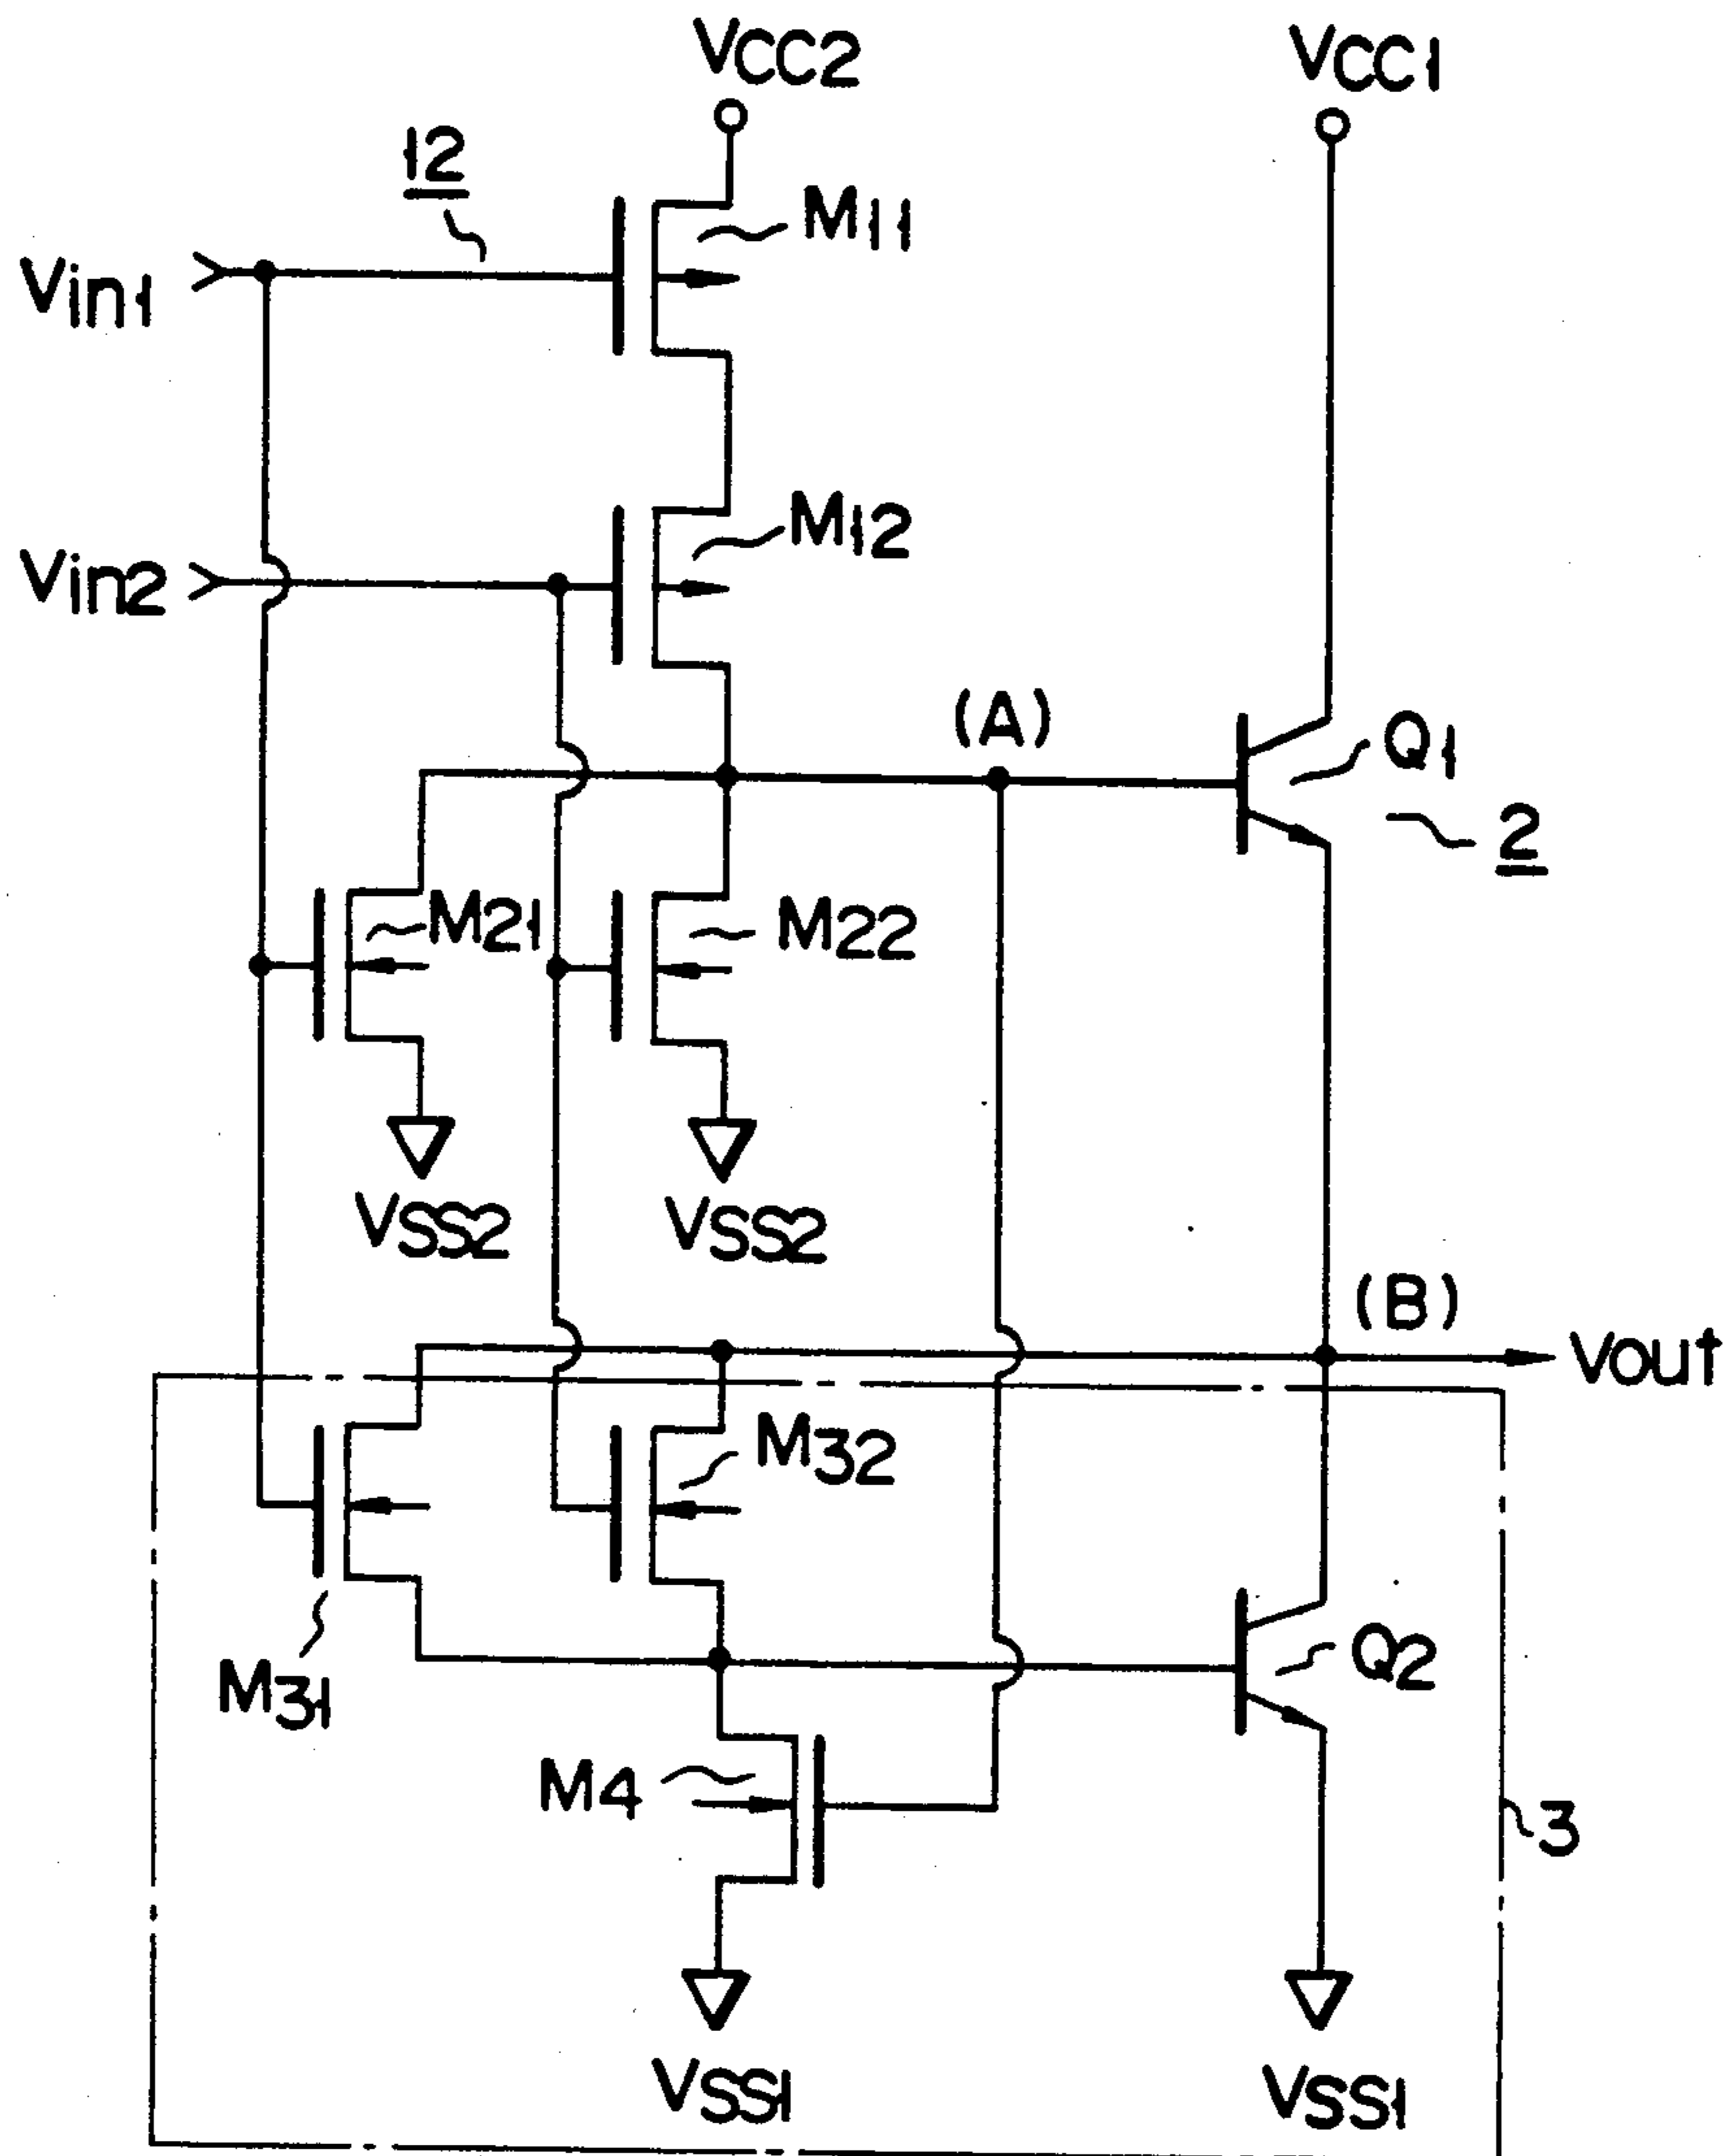 VCC2
VCC1
12
M11
Vin1
M12
Vin2
(A)
Q1
2
M21
M22
VSS2
VSS2
(B)
Vout
M32
M31
Q2
M4
3
VSS1
VSS1